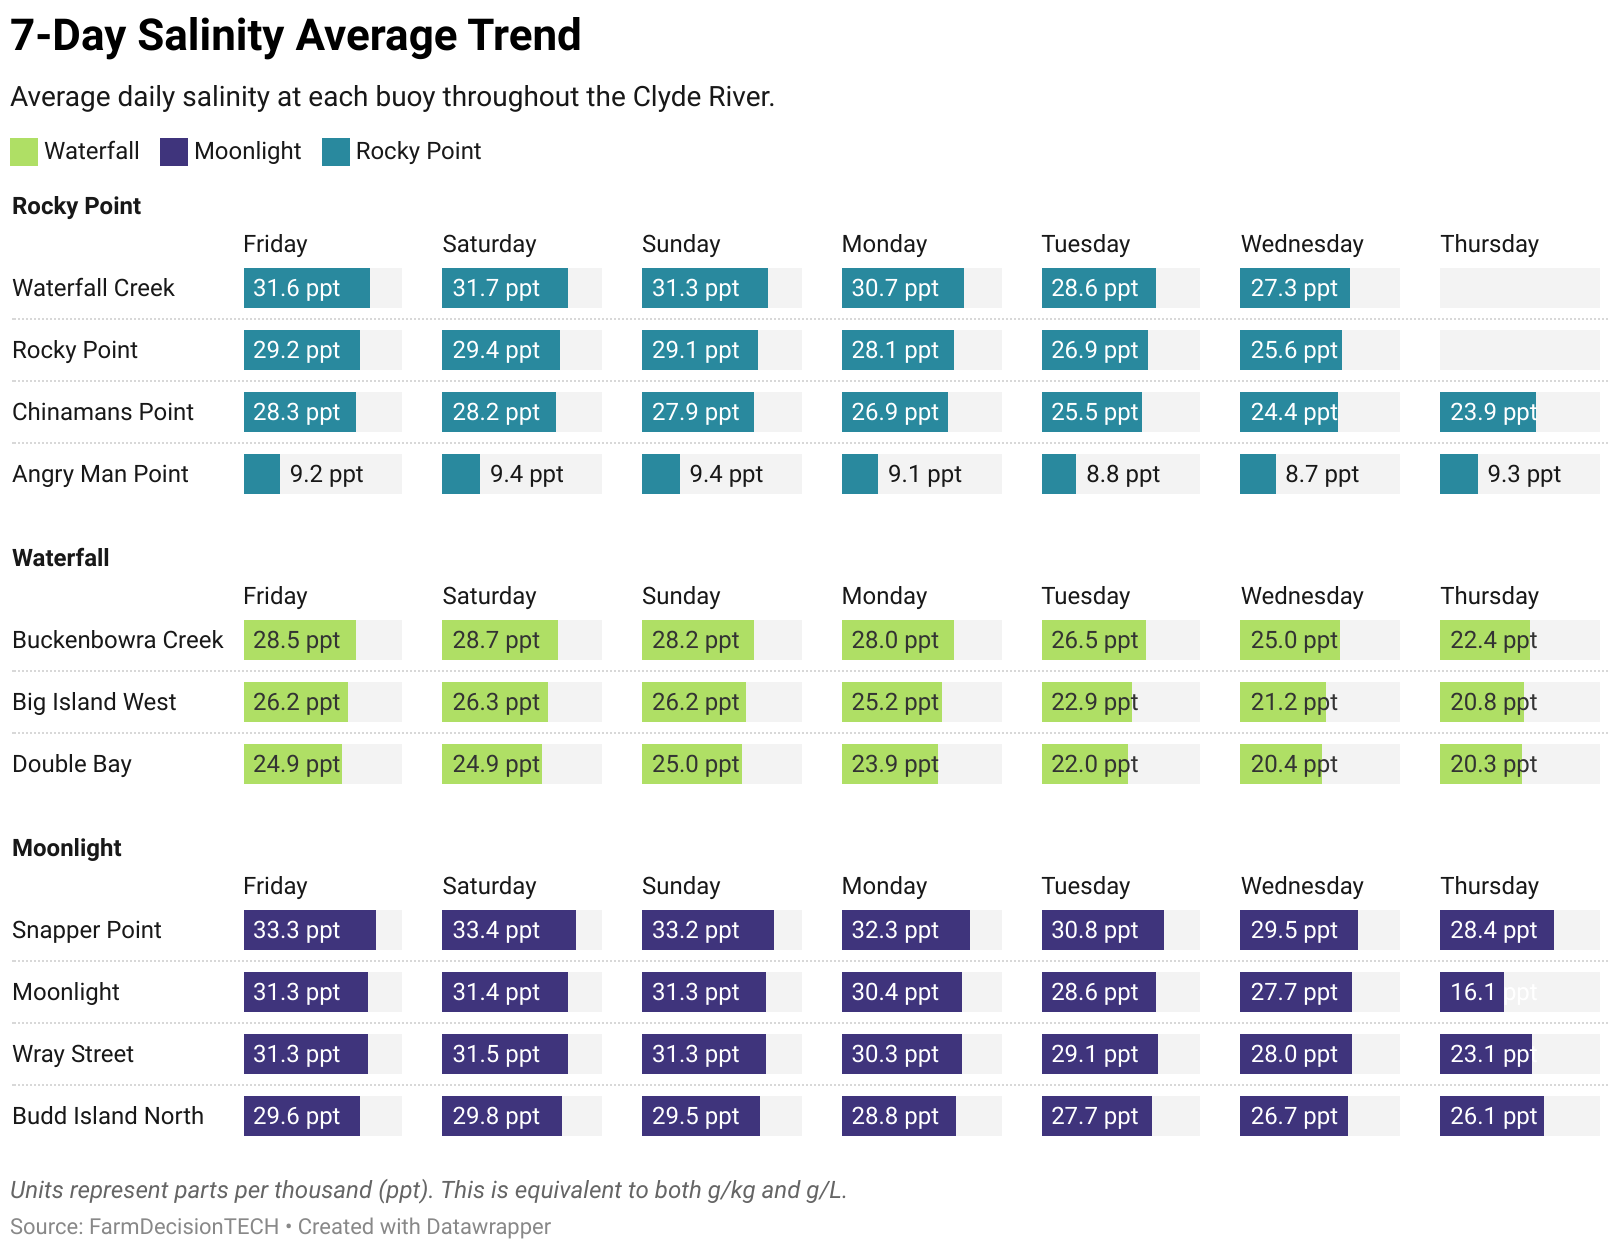 7-Day Salinity Average Trend
Average daily salinity at each buoy throughout the Clyde River.
Waterfall Moonlight Rocky Point
Rocky Point
Friday Saturday Sunday Monday Tuesday Wednesday Thursday
Waterfall Creek 31.6 ppt 31.7 ppt 31.3 ppt 30.7 ppt 28.6 ppt 27.3 ppt
Rocky Point 29.2 ppt 29.4 ppt 29.1 ppt 28.1 ppt 26.9 ppt 25.6 ppt
Chinamans Point 28.3 ppt 28.2 ppt 27.9 ppt 26.9 ppt 25.5 ppt 24.4 ppt 23.9 ppt
Angry Man Point 9.2 ppt 9.4 ppt 9.4 ppt 9.1 ppt 8.8 ppt 8.7 ppt 9.3 ppt
Waterfall
Friday Saturday Sunday Monday Tuesday Wednesday Thursday
Buckenbowra Creek 28.5 ppt 28.7 ppt 28.2 ppt 28.0 ppt 26.5 ppt 25.0 ppt 22.4 ppt
Big Island West 26.2 ppt 26.3 ppt 26.2 ppt 25.2 ppt 22.9 ppt 21.2 ppt 20.8 ppt
Double Bay 24.9 ppt 24.9 ppt 25.0 ppt 23.9 ppt 22.0 ppt 20.4 ppt 20.3 ppt
Moonlight
Friday Saturday Sunday Monday Tuesday Wednesday Thursday
Snapper Point 33.3 ppt 33.4 ppt 33.2 ppt 32.3 ppt 30.8 ppt 29.5 ppt 28.4 ppt
Moonlight 31.3 ppt 31.4 ppt 31.3 ppt 30.4 ppt 28.6 ppt 27.7 ppt 16.1 ppt
Wray Street 31.3 ppt 31.5 ppt 31.3 ppt 30.3 ppt 29.1 ppt 28.0 ppt 23.1 ppt
Budd Island North 29.6 ppt 29.8 ppt 29.5 ppt 28.8 ppt 27.7 ppt 26.7 ppt 26.1 ppt
Units represent parts per thousand (ppt). This is equivalent to both g/kg and g/L.
Source: FarmDecisionTECH • Created with Datawrapper